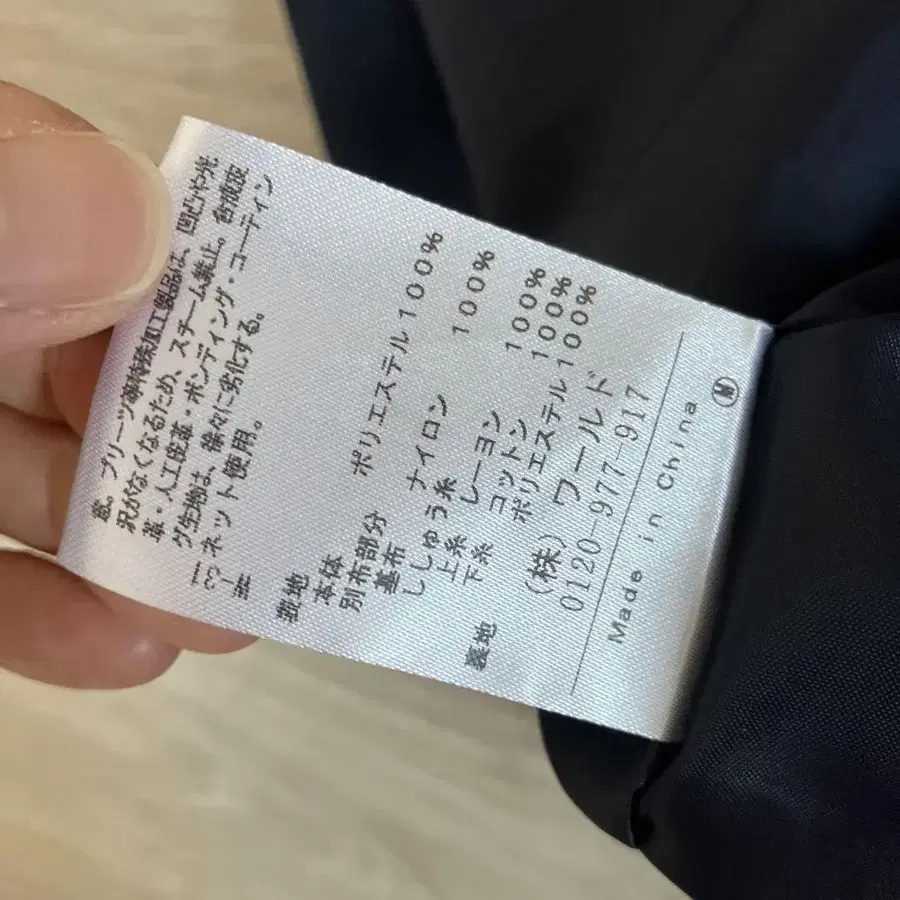 意。プリーツ等特殊加工製品は、凹凸や光
沢がなくなるため、スチーム禁止。合成皮
革・人工皮革・ボンディング・コーティン
グ生地は、徐々に劣化する。
ネット使用。
表地
本体 ポリエステル100%
別布部分
基布 ナイロン 100%
ししゅう糸
上糸 レーヨン 100%
下糸 コットン 100%
裏地 ポリエステル100%
(株) ワールド
0120-977-917
Made in China
M